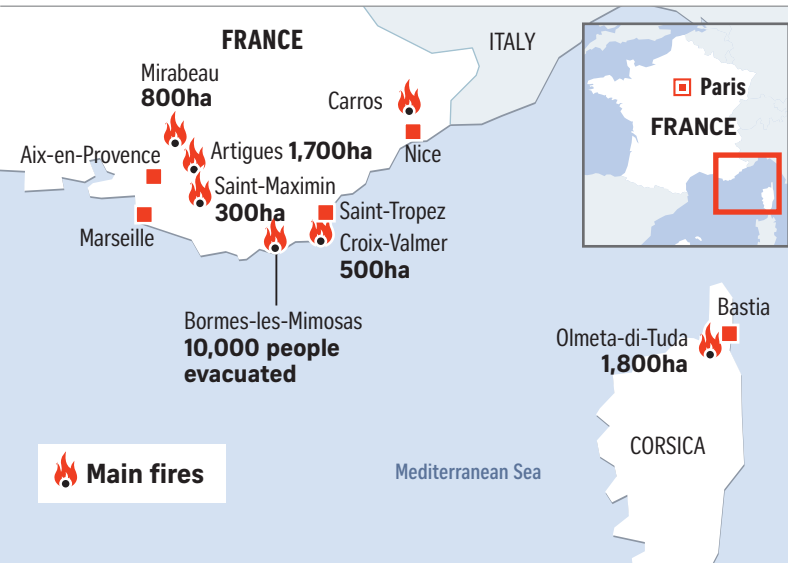 FRANCE
ITALY
Mirabeau
800ha
Carros
Aix-en-Provence
Artigues 1,700ha
Nice
Saint-Maximin
300ha
Marseille
Saint-Tropez
Croix-Valmer
500ha
Bormes-les-Mimosas
10,000 people
evacuated
Paris
FRANCE
Bastia
Olmeta-di-Tuda
1,800ha
CORSICA
Mediterranean Sea
Main fires